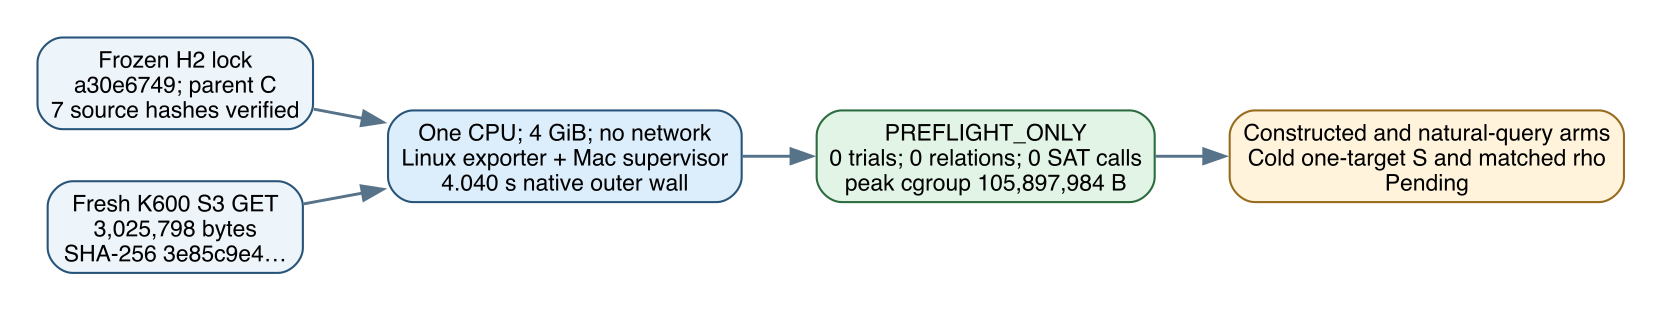 Frozen H2 lock
a30e6749; parent C
7 source hashes verified
Fresh K600 S3 GET
3,025,798 bytes
SHA-256 3e85c9e4…
One CPU; 4 GiB; no network
Linux exporter + Mac supervisor
4.040 s native outer wall
PREFLIGHT_ONLY
0 trials; 0 relations; 0 SAT calls
peak cgroup 105,897,984 B
Constructed and natural-query arms
Cold one-target S and matched rho
Pending